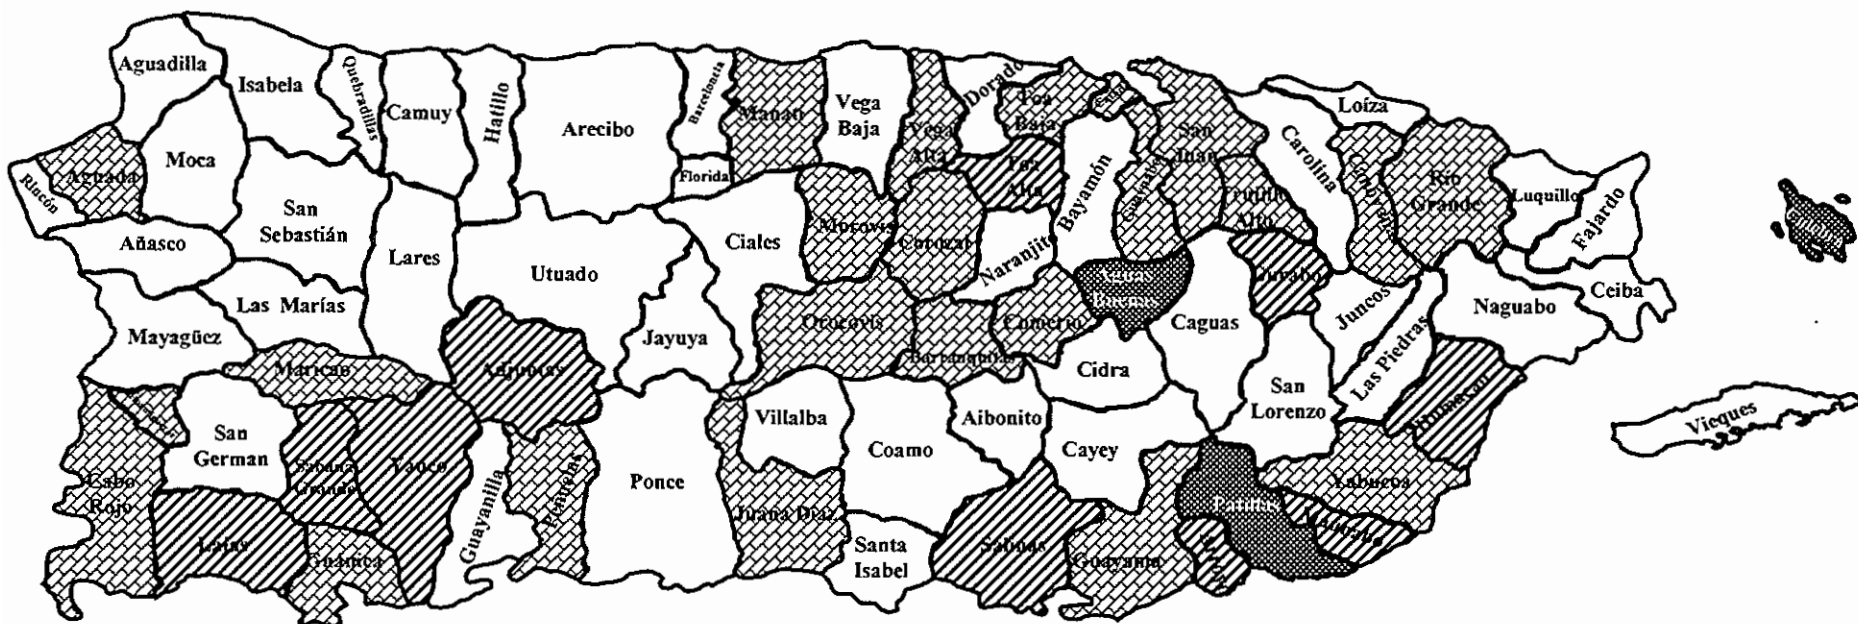 Aguadilla
Isabela
Quebradillas
Camuy
Hatillo
Arecibo
Barceloneta
Manatí
Vega
Baja
Vega
Alta
Dorado
Toa
Baja
San
Juan
Carolina
Loíza
Moca
Aguada
Rincón
Florida
Toa
Alta
Bayamón
Guaynabo
Trujillo
Alto
Canóvanas
Río
Grande
Luquillo
Fajardo
Culebra
Añasco
San
Sebastián
Lares
Utuado
Ciales
Morovis
Corozal
Naranjito
Aguas
Buenas
Gurabo
Ceiba
Las Marías
Mayagüez
Jayuya
Orocovis
Barranquitas
Comerío
Caguas
Juncos
Las Piedras
Naguabo
Maricao
Adjuntas
Cidra
San
Lorenzo
Humacao
Vieques
San
German
Villalba
Aibonito
Coamo
Cayey
Cabo
Rojo
Sabana
Grande
Yauco
Guayanilla
Peñuelas
Ponce
Juana Díaz
Patillas
Yabucoa
Maunabo
Lajas
Guánica
Santa
Isabel
Salinas
Guayama
Arroyo